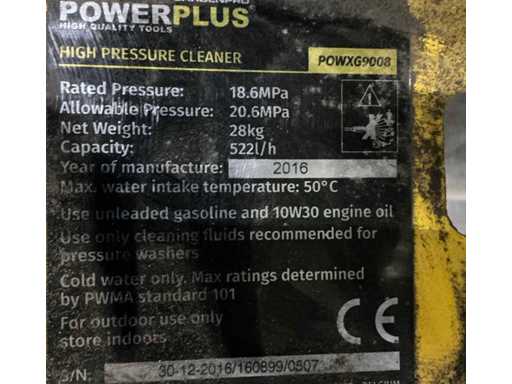 GARDENPRO
POWERPLUS®
HIGH QUALITY TOOLS
HIGH PRESSURE CLEANER POWXG9008
Rated Pressure: 18.6MPa
Allowable Pressure: 20.6MPa
Net Weight: 28kg
Capacity: 522l/h
Year of manufacture: 2016
Max. water intake temperature: 50°C
Use unleaded gasoline and 10W30 engine oil
Use only cleaning fluids recommended for
pressure washers
Cold water only. Max ratings determined
by PWMA standard 101
For outdoor use only
store indoors
CE
S/N: 30-12-2016/160899/0507
BELGIUM